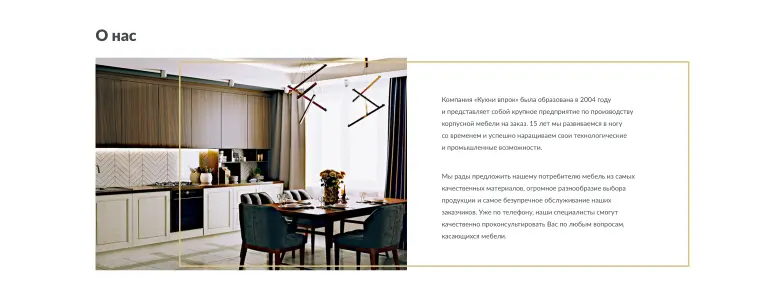 О нас
Компания «Кухни впрок» была образована в 2004 году
и представляет собой крупное предприятие по производству
корпусной мебели на заказ. 15 лет мы развиваемся в ногу
со временем и успешно наращиваем свои технологические
и промышленные возможности.
Мы рады предложить нашему потребителю мебель из самых
качественных материалов, огромное разнообразие выбора
продукции и самое безупречное обслуживание наших
заказчиков. Уже по телефону, наши специалисты смогут
качественно проконсультировать Вас по любым вопросам,
касающихся мебели.